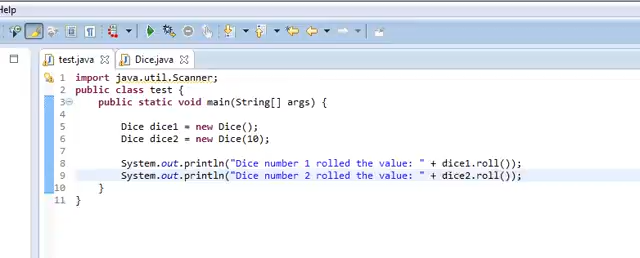 Help
test.java
Dice.java
1 import java.util.Scanner;
2 public class test {
3 public static void main(String[] args) {
4
5 Dice dice1 = new Dice();
6 Dice dice2 = new Dice(10);
7
8 System.out.println("Dice number 1 rolled the value: " + dice1.roll());
9 System.out.println("Dice number 2 rolled the value: " + dice2.roll());
10 }
11 }